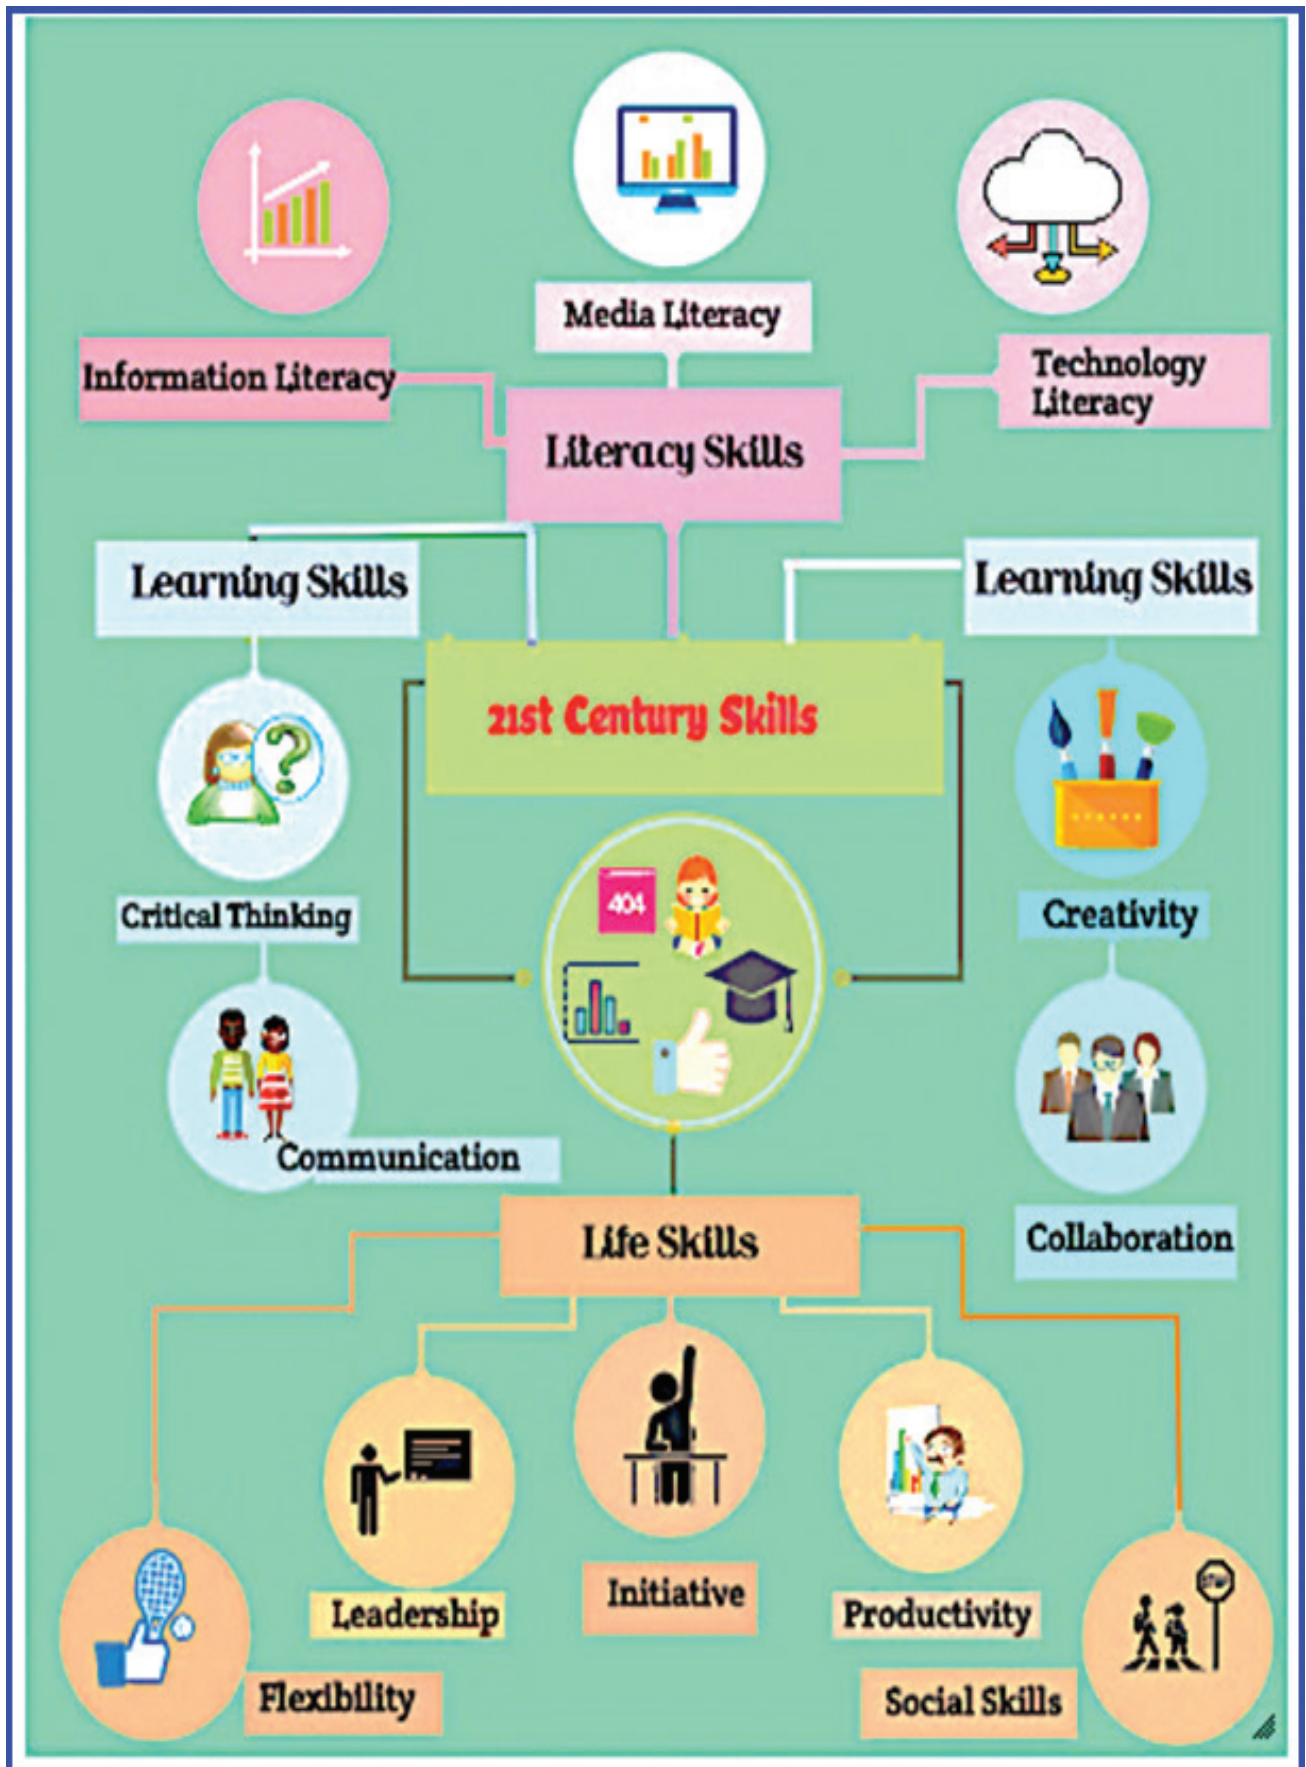 Media Literacy
Information Literacy
Technology
Literacy
Literacy Skills
Learning Skills
Learning Skills
21st Century Skills
404
Critical Thinking
Creativity
Communication
Collaboration
Life Skills
STOP
Leadership
Initiative
Productivity
Flexibility
Social Skills